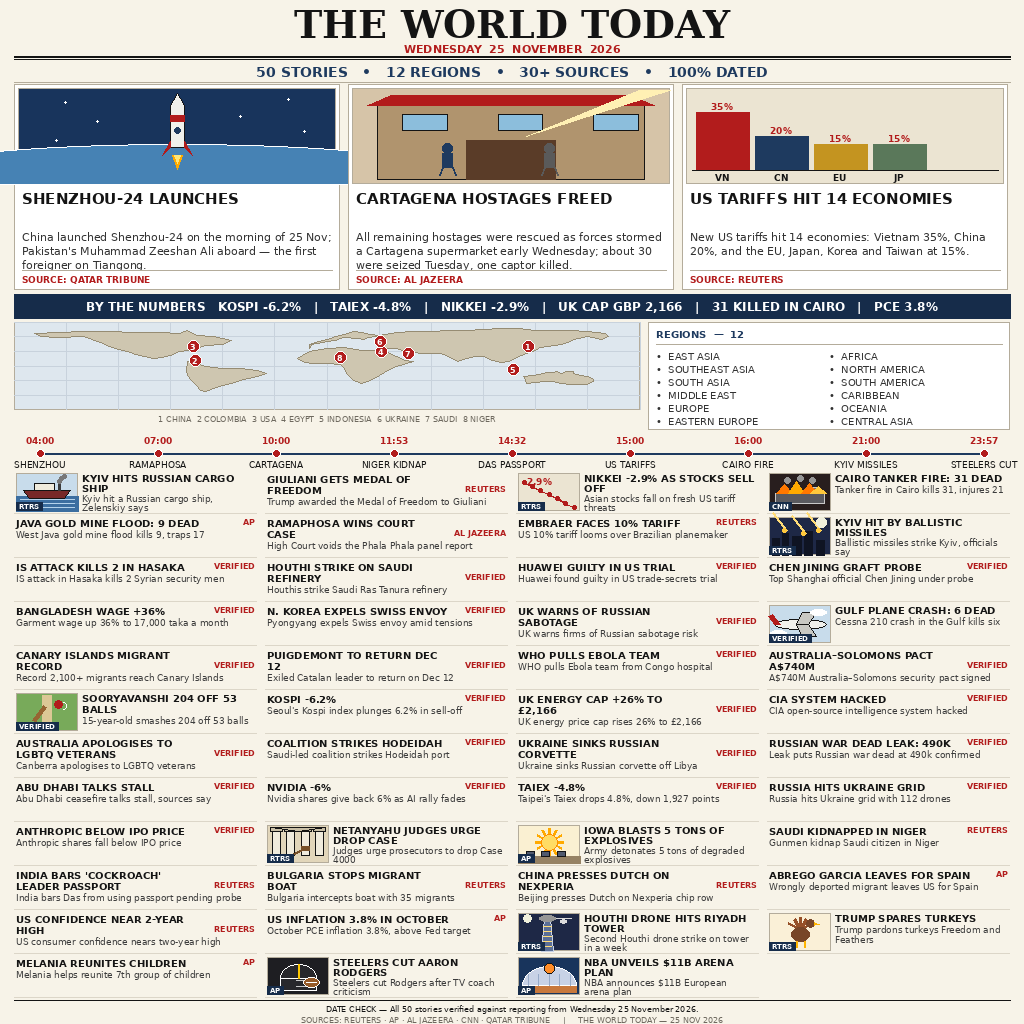 THE WORLD TODAY
WEDNESDAY 25 NOVEMBER 2026
50 STORIES • 12 REGIONS • 30+ SOURCES • 100% DATED
SHENZHOU-24 LAUNCHES
China launched Shenzhou-24 on the morning of 25 Nov;
Pakistan's Muhammad Zeeshan Ali aboard — the first
foreigner on Tiangong.
SOURCE: QATAR TRIBUNE
CARTAGENA HOSTAGES FREED
All remaining hostages were rescued as forces stormed
a Cartagena supermarket early Wednesday; about 30
were seized Tuesday, one captor killed.
SOURCE: AL JAZEERA
35%
20%
15%
15%
VN CN EU JP
US TARIFFS HIT 14 ECONOMIES
New US tariffs hit 14 economies: Vietnam 35%, China
20%, and the EU, Japan, Korea and Taiwan at 15%.
SOURCE: REUTERS
BY THE NUMBERS KOSPI -6.2% | TAIEX -4.8% | NIKKEI -2.9% | UK CAP GBP 2,166 | 31 KILLED IN CAIRO | PCE 3.8%
3
2
6
4
8
7
1
5
1 CHINA 2 COLOMBIA 3 USA 4 EGYPT 5 INDONESIA 6 UKRAINE 7 SAUDI 8 NIGER
REGIONS — 12
• EAST ASIA
• SOUTHEAST ASIA
• SOUTH ASIA
• MIDDLE EAST
• EUROPE
• EASTERN EUROPE
• AFRICA
• NORTH AMERICA
• SOUTH AMERICA
• CARIBBEAN
• OCEANIA
• CENTRAL ASIA
04:00 07:00 10:00 11:53 14:32 15:00 16:00 21:00 23:57
SHENZHOU RAMAPHOSA CARTAGENA NIGER KIDNAP DAS PASSPORT US TARIFFS CAIRO FIRE KYIV MISSILES STEELERS CUT
RTRS
KYIV HITS RUSSIAN CARGO
SHIP
Kyiv hit a Russian cargo ship,
Zelenskiy says
GIULIANI GETS MEDAL OF
FREEDOM
REUTERS
Trump awarded the Medal of Freedom to Giuliani
-2.9%
RTRS
NIKKEI -2.9% AS STOCKS SELL
OFF
Asian stocks fall on fresh US tariff
threats
CNN
CAIRO TANKER FIRE: 31 DEAD
Tanker fire in Cairo kills 31, injures 21
JAVA GOLD MINE FLOOD: 9 DEAD
AP
West Java gold mine flood kills 9, traps 17
RAMAPHOSA WINS COURT
CASE
AL JAZEERA
High Court voids the Phala Phala panel report
EMBRAER FACES 10% TARIFF
REUTERS
US 10% tariff looms over Brazilian planemaker
RTRS
KYIV HIT BY BALLISTIC
MISSILES
Ballistic missiles strike Kyiv, officials
say
IS ATTACK KILLS 2 IN HASAKA
VERIFIED
IS attack in Hasaka kills 2 Syrian security men
HOUTHI STRIKE ON SAUDI
REFINERY
VERIFIED
Houthis strike Saudi Ras Tanura refinery
HUAWEI GUILTY IN US TRIAL
VERIFIED
Huawei found guilty in US trade-secrets trial
CHEN JINING GRAFT PROBE
VERIFIED
Top Shanghai official Chen Jining under probe
BANGLADESH WAGE +36%
VERIFIED
Garment wage up 36% to 17,000 taka a month
N. KOREA EXPELS SWISS ENVOY
VERIFIED
Pyongyang expels Swiss envoy amid tensions
UK WARNS OF RUSSIAN
SABOTAGE
VERIFIED
UK warns firms of Russian sabotage risk
VERIFIED
GULF PLANE CRASH: 6 DEAD
Cessna 210 crash in the Gulf kills six
CANARY ISLANDS MIGRANT
RECORD
VERIFIED
Record 2,100+ migrants reach Canary Islands
PUIGDEMONT TO RETURN DEC
12
VERIFIED
Exiled Catalan leader to return on Dec 12
WHO PULLS EBOLA TEAM
VERIFIED
WHO pulls Ebola team from Congo hospital
AUSTRALIA–SOLOMONS PACT
A$740M
VERIFIED
A$740M Australia–Solomons security pact signed
VERIFIED
SOORYAVANSHI 204 OFF 53
BALLS
15-year-old smashes 204 off 53 balls
KOSPI -6.2%
VERIFIED
Seoul's Kospi index plunges 6.2% in sell-off
UK ENERGY CAP +26% TO
£2,166
VERIFIED
UK energy price cap rises 26% to £2,166
CIA SYSTEM HACKED
VERIFIED
CIA open-source intelligence system hacked
AUSTRALIA APOLOGISES TO
LGBTQ VETERANS
VERIFIED
Canberra apologises to LGBTQ veterans
COALITION STRIKES HODEIDAH
VERIFIED
Saudi-led coalition strikes Hodeidah port
UKRAINE SINKS RUSSIAN
CORVETTE
VERIFIED
Ukraine sinks Russian corvette off Libya
RUSSIAN WAR DEAD LEAK: 490K
VERIFIED
Leak puts Russian war dead at 490k confirmed
ABU DHABI TALKS STALL
VERIFIED
Abu Dhabi ceasefire talks stall, sources say
NVIDIA -6%
VERIFIED
Nvidia shares give back 6% as AI rally fades
TAIEX -4.8%
VERIFIED
Taipei's Taiex drops 4.8%, down 1,927 points
RUSSIA HITS UKRAINE GRID
VERIFIED
Russia hits Ukraine grid with 112 drones
ANTHROPIC BELOW IPO PRICE
VERIFIED
Anthropic shares fall below IPO price
RTRS
NETANYAHU JUDGES URGE
DROP CASE
Judges urge prosecutors to drop Case
4000
AP
IOWA BLASTS 5 TONS OF
EXPLOSIVES
Army detonates 5 tons of degraded
explosives
SAUDI KIDNAPPED IN NIGER
REUTERS
Gunmen kidnap Saudi citizen in Niger
INDIA BARS 'COCKROACH'
LEADER PASSPORT
REUTERS
India bars Das from using passport pending probe
BULGARIA STOPS MIGRANT
BOAT
REUTERS
Bulgaria intercepts boat with 35 migrants
CHINA PRESSES DUTCH ON
NEXPERIA
REUTERS
Beijing presses Dutch on Nexperia chip row
ABREGO GARCIA LEAVES FOR SPAIN
AP
Wrongly deported migrant leaves US for Spain
US CONFIDENCE NEAR 2-YEAR
HIGH
REUTERS
US consumer confidence nears two-year high
US INFLATION 3.8% IN OCTOBER
AP
October PCE inflation 3.8%, above Fed target
RTRS
HOUTHI DRONE HITS RIYADH
TOWER
Second Houthi drone strike on tower
in a week
RTRS
TRUMP SPARES TURKEYS
Trump pardons turkeys Freedom and
Feathers
MELANIA REUNITES CHILDREN
AP
Melania helps reunite 7th group of children
AP
STEELERS CUT AARON
RODGERS
Steelers cut Rodgers after TV coach
criticism
AP
NBA UNVEILS $11B ARENA
PLAN
NBA announces $11B European
arena plan
DATE CHECK — All 50 stories verified against reporting from Wednesday 25 November 2026.
SOURCES: REUTERS · AP · AL JAZEERA · CNN · QATAR TRIBUNE | THE WORLD TODAY — 25 NOV 2026